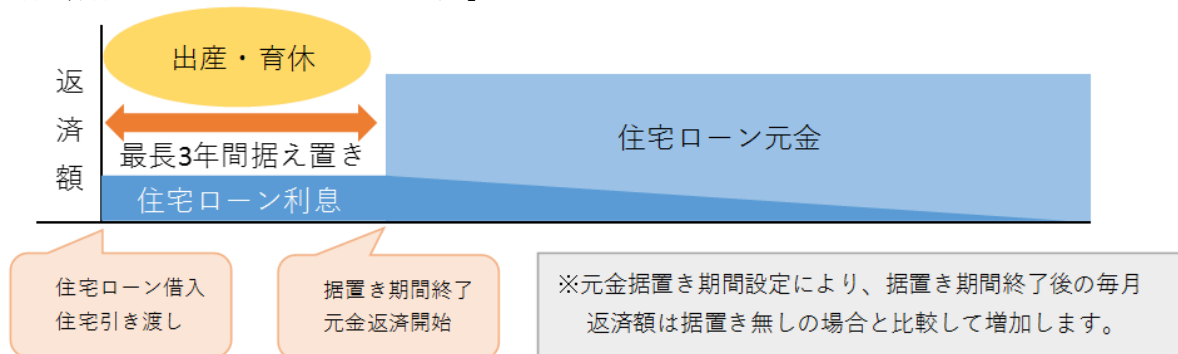 出産・育休
返済額
最長3年間据え置き
住宅ローン元金
住宅ローン利息
住宅ローン借入
住宅引き渡し
据置き期間終了
元金返済開始
※元金据置き期間設定により、据置き期間終了後の毎月
返済額は据置き無しの場合と比較して増加します。